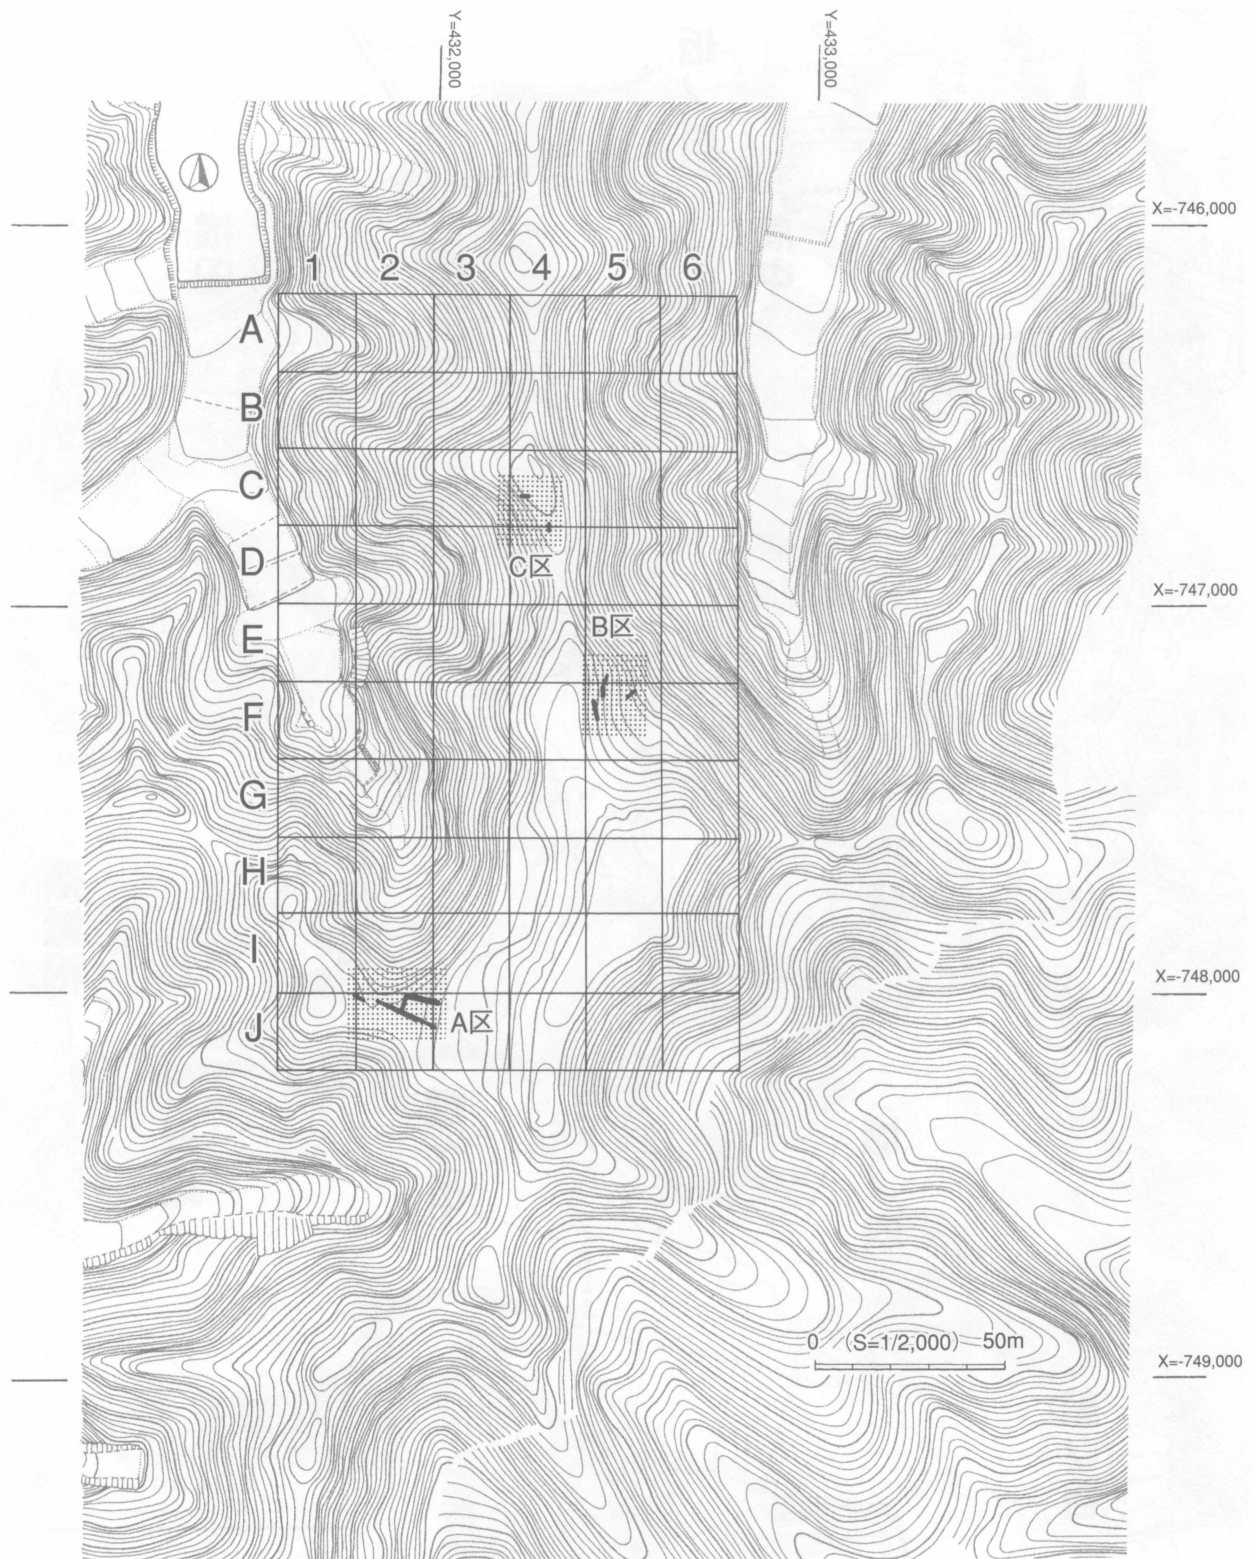 Y=432,000
Y=433,000
X=-746,000
1 2 3 4 5 6
A
B
C
C区
D
X=-747,000
E
B区
F
G
H
I
X=-748,000
J
A区
0 (S=1/2,000) 50m
X=-749,000